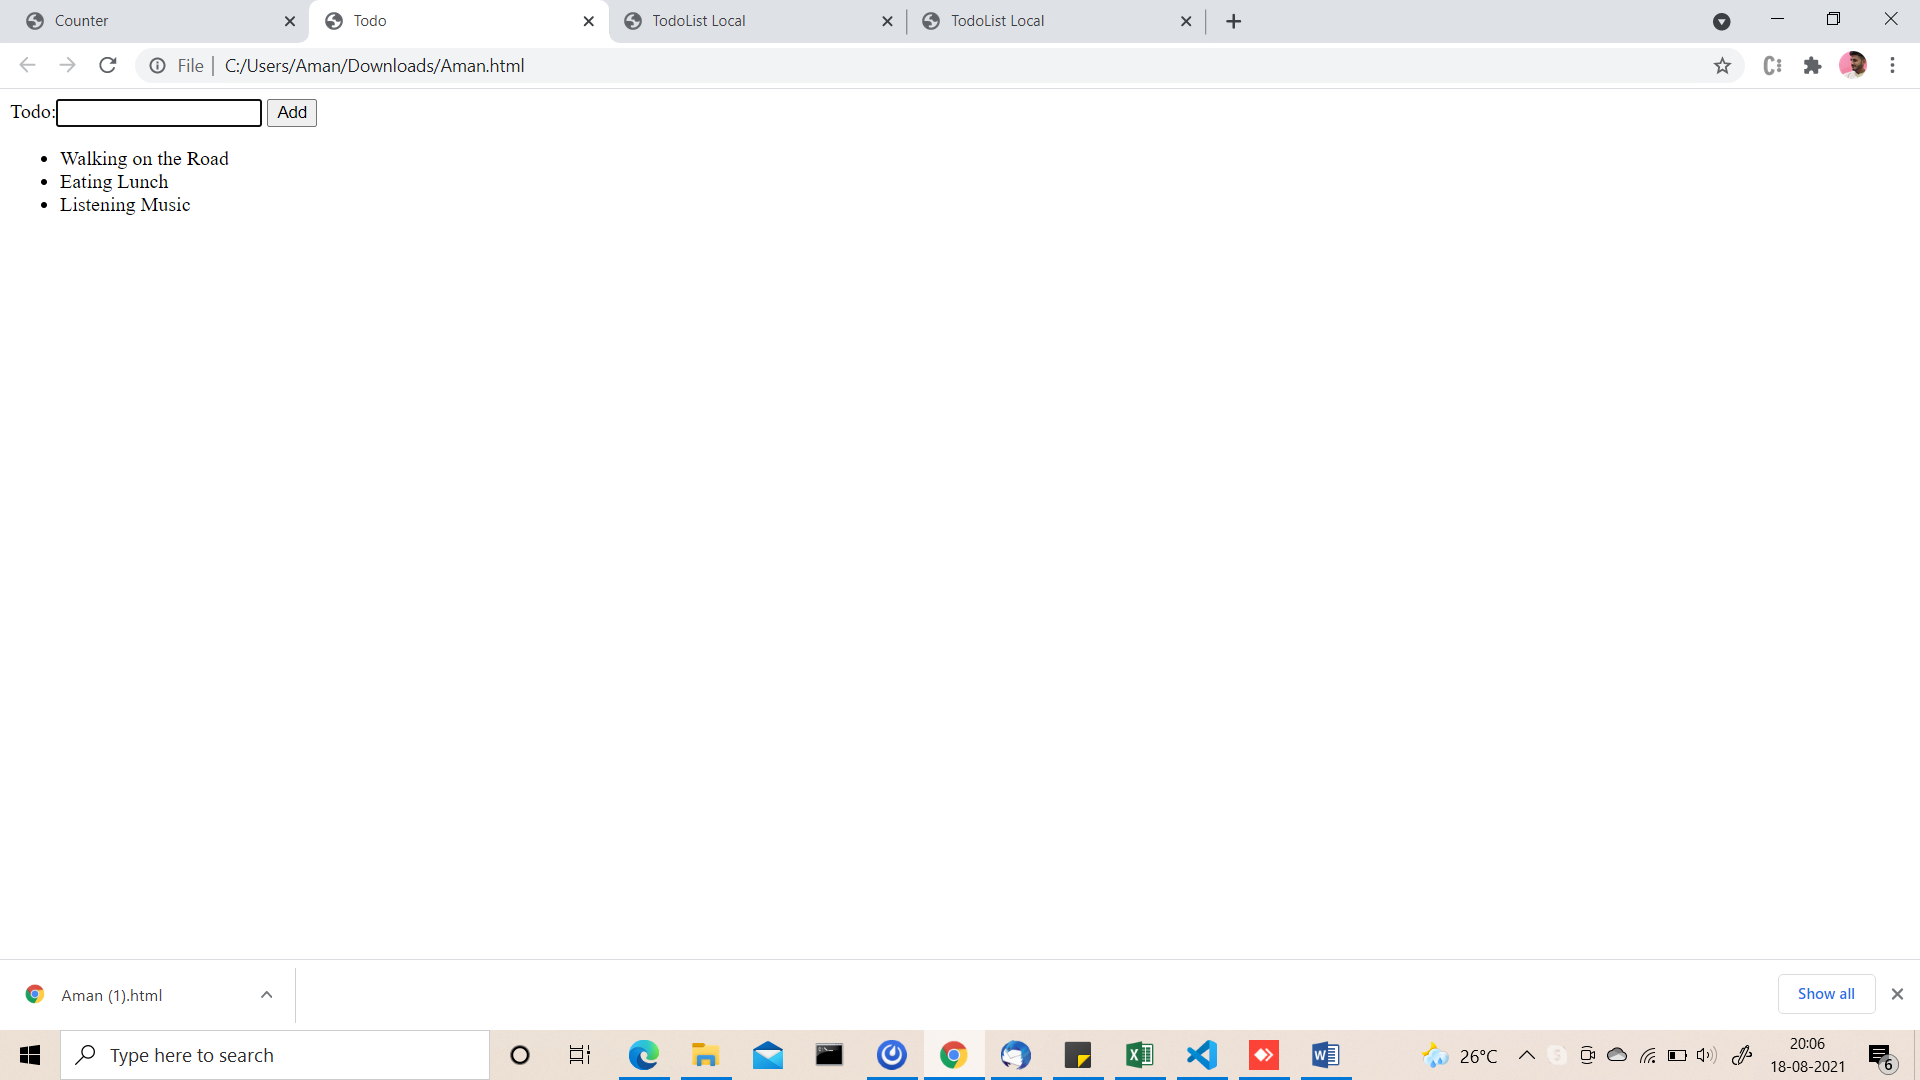 Counter
Todo
TodoList Local
TodoList Local
File
C:/Users/Aman/Downloads/Aman.html
Todo:
Add
Walking on the Road
Eating Lunch
Listening Music
Aman (1).html
Show all
Type here to search
26°C
20:06
18-08-2021
6